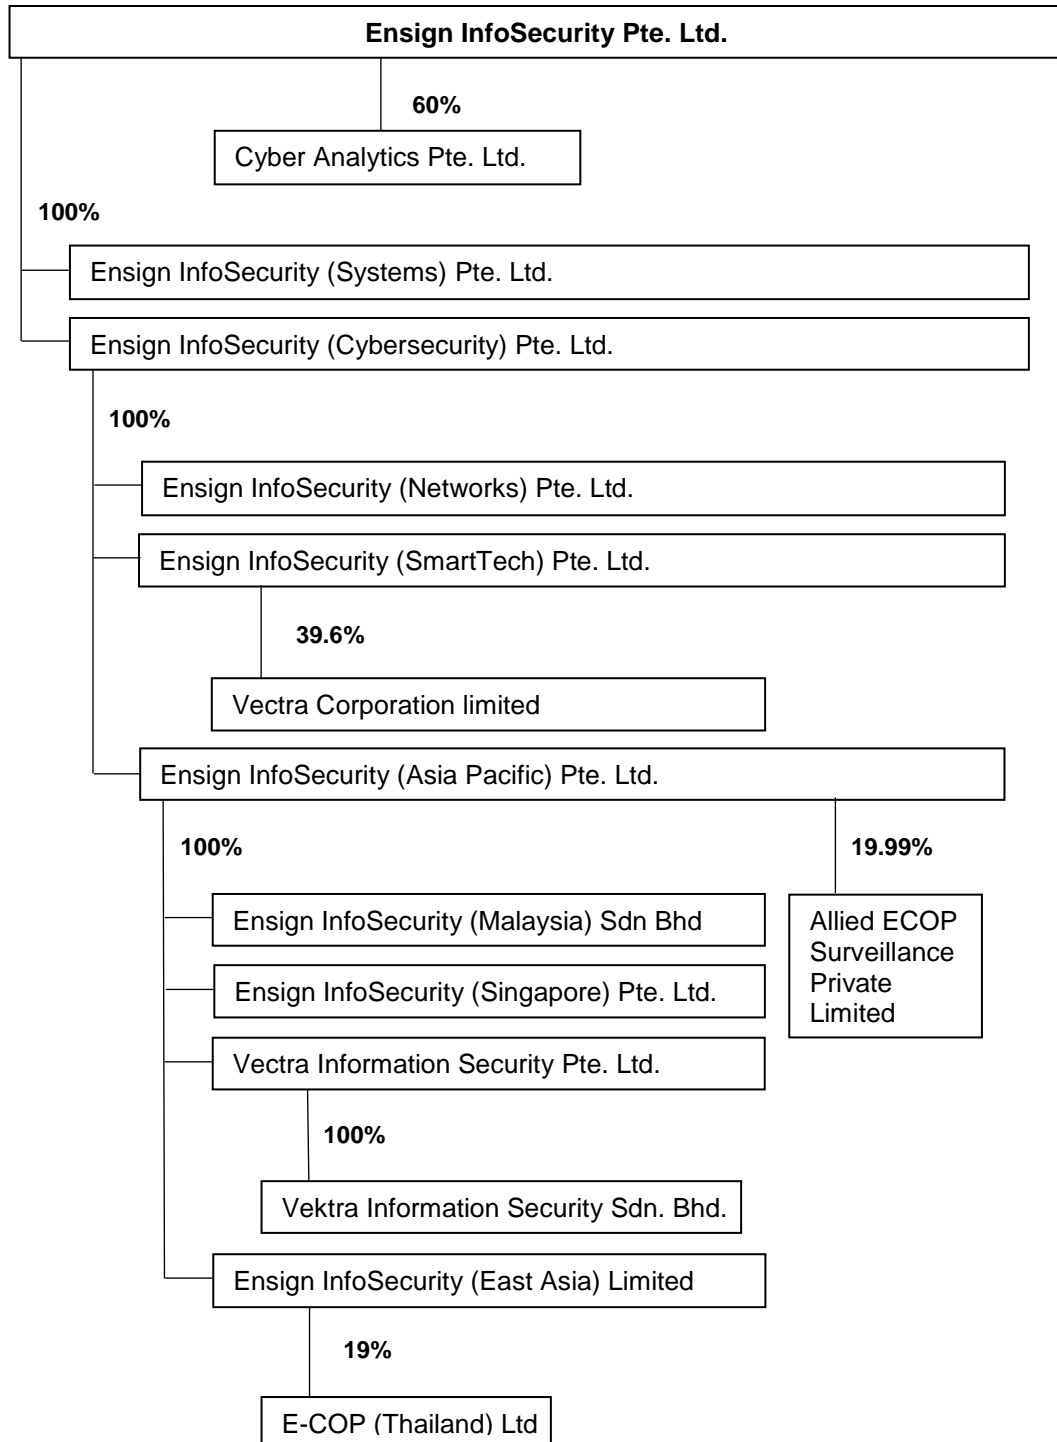 Ensign InfoSecurity Pte. Ltd.
60%
Cyber Analytics Pte. Ltd.
100%
Ensign InfoSecurity (Systems) Pte. Ltd.
Ensign InfoSecurity (Cybersecurity) Pte. Ltd.
100%
Ensign InfoSecurity (Networks) Pte. Ltd.
Ensign InfoSecurity (SmartTech) Pte. Ltd.
39.6%
Vectra Corporation limited
Ensign InfoSecurity (Asia Pacific) Pte. Ltd.
100%
19.99%
Ensign InfoSecurity (Malaysia) Sdn Bhd
Allied ECOP
Surveillance
Private
Limited
Ensign InfoSecurity (Singapore) Pte. Ltd.
Vectra Information Security Pte. Ltd.
100%
Vektra Information Security Sdn. Bhd.
Ensign InfoSecurity (East Asia) Limited
19%
E-COP (Thailand) Ltd